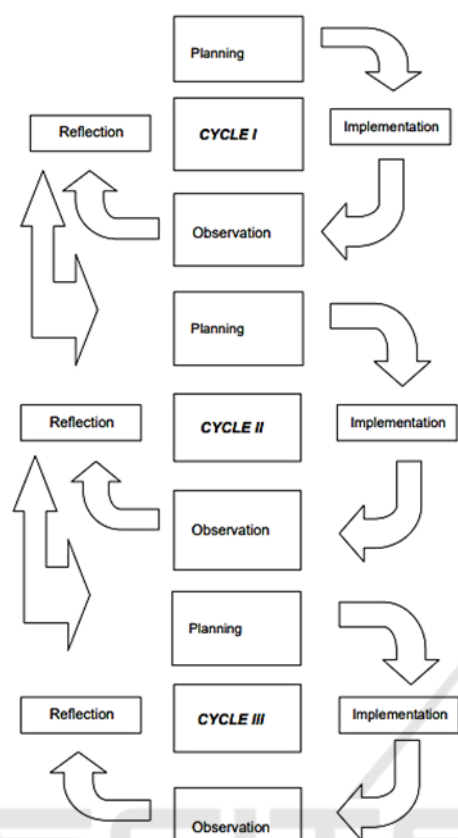 Planning
Reflection
CYCLE I
Implementation
Observation
Planning
Reflection
CYCLE II
Implementation
Observation
Planning
Reflection
CYCLE III
Implementation
Observation